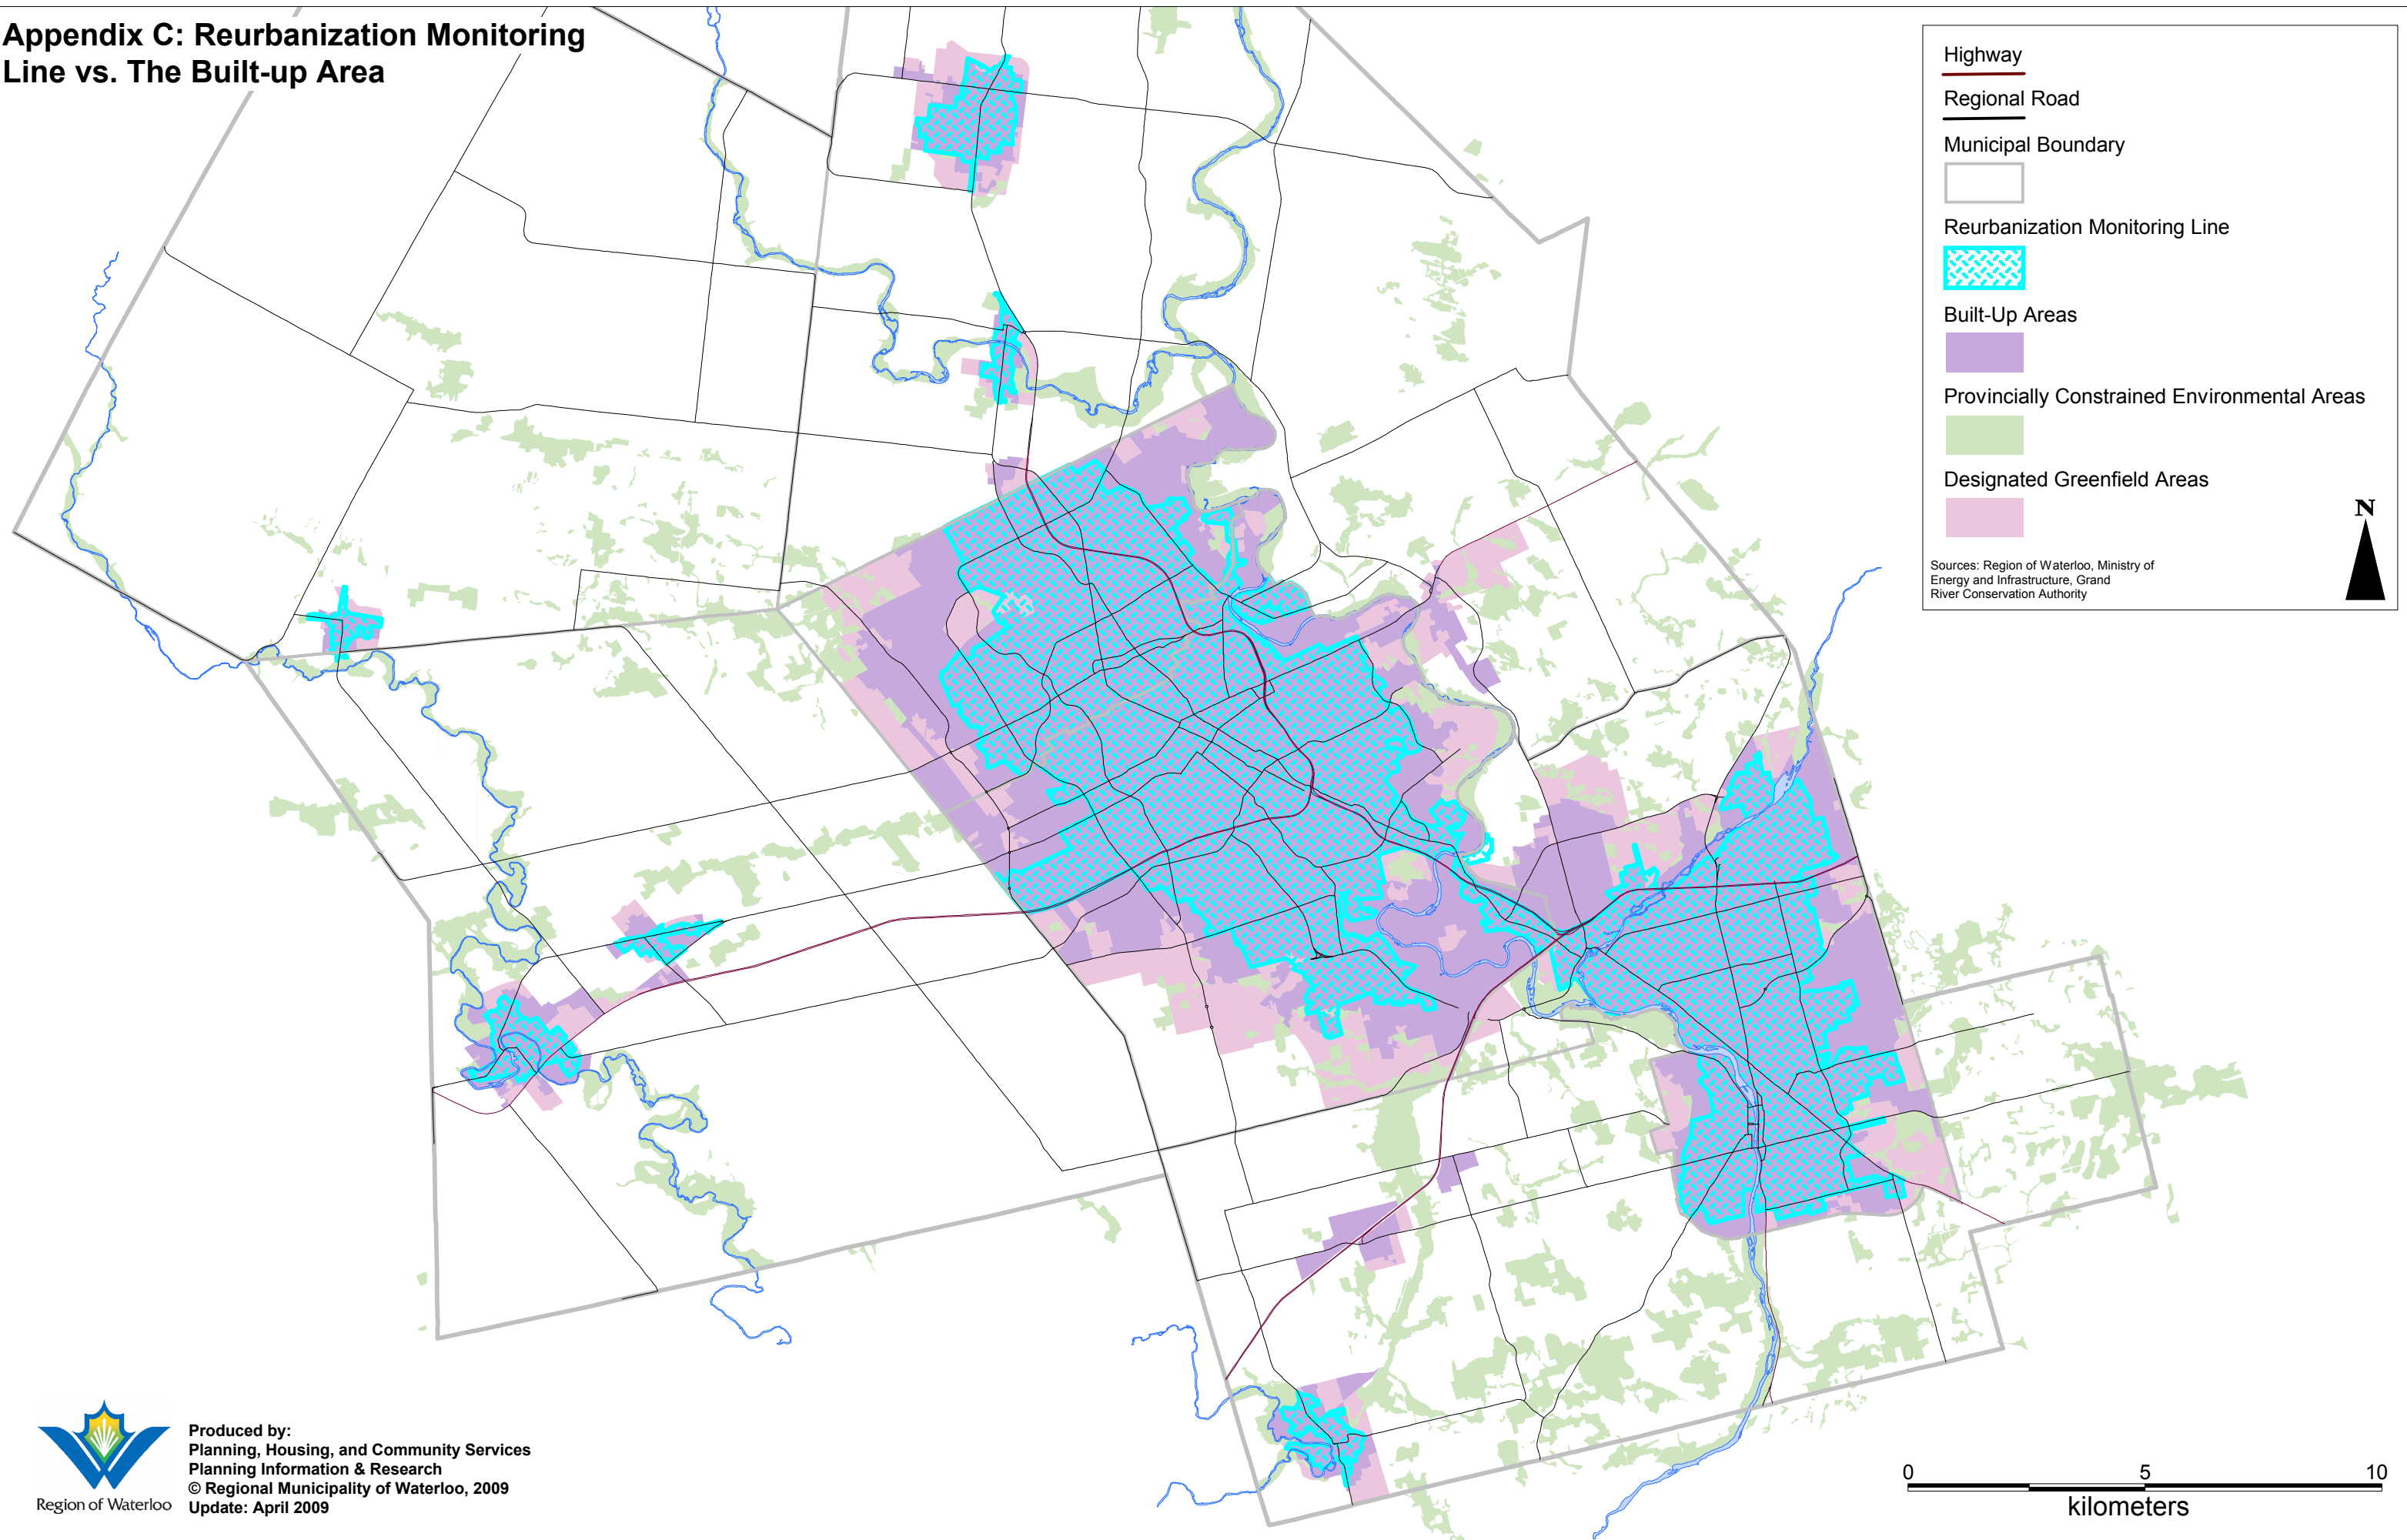 Appendix C: Reurbanization Monitoring
Line vs. The Built-up Area
Highway
Regional Road
Municipal Boundary
Reurbanization Monitoring Line
Built-Up Areas
Provincially Constrained Environmental Areas
Designated Greenfield Areas
N
Sources: Region of Waterloo, Ministry of
Energy and Infrastructure, Grand
River Conservation Authority
Region of Waterloo
Produced by:
Planning, Housing, and Community Services
Planning Information & Research
© Regional Municipality of Waterloo, 2009
Update: April 2009
0 5 10
kilometers